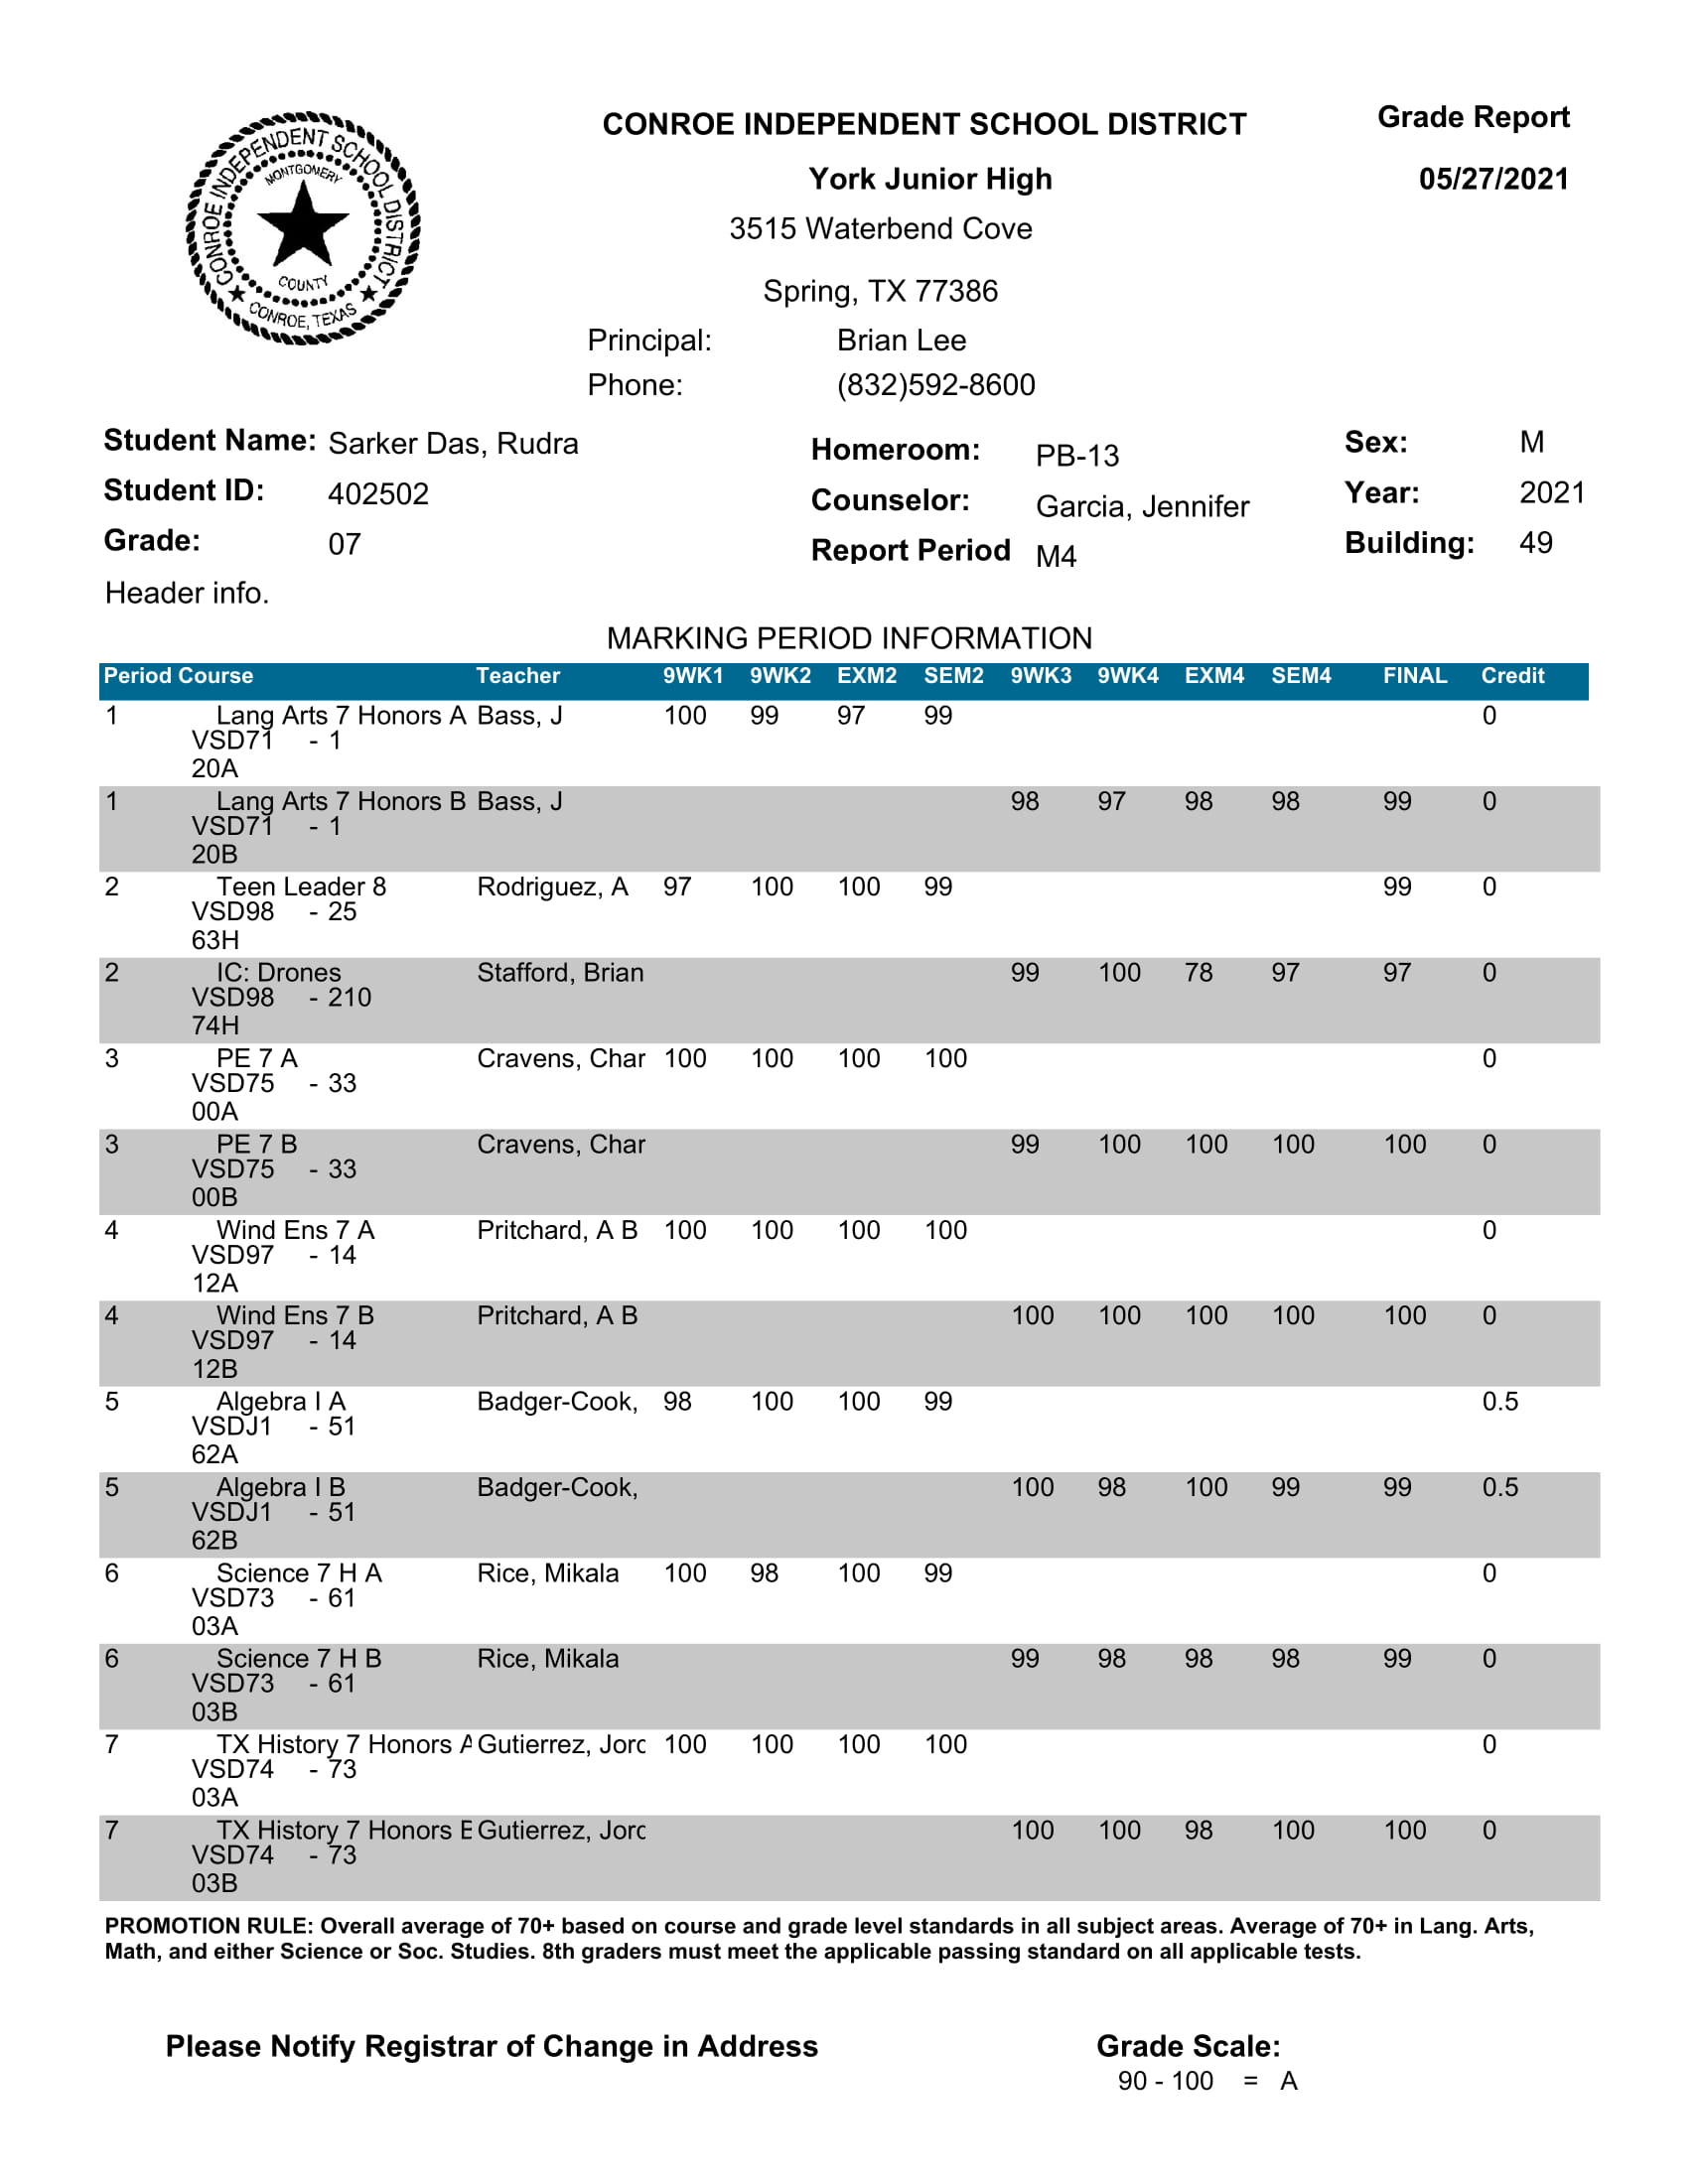 CONROE INDEPENDENT SCHOOL DISTRICT
MONTGOMERY
COUNTY
CONROE, TEXAS
CONROE INDEPENDENT SCHOOL DISTRICT
Grade Report
York Junior High
05/27/2021
3515 Waterbend Cove
Spring, TX 77386
Principal: Brian Lee
Phone: (832)592-8600
Student Name: Sarker Das, Rudra
Homeroom: PB-13
Sex: M
Student ID: 402502
Counselor: Garcia, Jennifer
Year: 2021
Grade: 07
Report Period M4
Building: 49
Header info.
MARKING PERIOD INFORMATION
Period Course Teacher 9WK1 9WK2 EXM2 SEM2 9WK3 9WK4 EXM4 SEM4 FINAL Credit
1 Lang Arts 7 Honors A Bass, J 100 99 97 99 0
VSD71 - 1
20A
1 Lang Arts 7 Honors B Bass, J 98 97 98 98 99 0
VSD71 - 1
20B
2 Teen Leader 8 Rodriguez, A 97 100 100 99 99 0
VSD98 - 25
63H
2 IC: Drones Stafford, Brian 99 100 78 97 97 0
VSD98 - 210
74H
3 PE 7 A Cravens, Char 100 100 100 100 0
VSD75 - 33
00A
3 PE 7 B Cravens, Char 99 100 100 100 100 0
VSD75 - 33
00B
4 Wind Ens 7 A Pritchard, A B 100 100 100 100 0
VSD97 - 14
12A
4 Wind Ens 7 B Pritchard, A B 100 100 100 100 100 0
VSD97 - 14
12B
5 Algebra I A Badger-Cook, 98 100 100 99 0.5
VSDJ1 - 51
62A
5 Algebra I B Badger-Cook, 100 98 100 99 99 0.5
VSDJ1 - 51
62B
6 Science 7 H A Rice, Mikala 100 98 100 99 0
VSD73 - 61
03A
6 Science 7 H B Rice, Mikala 99 98 98 98 99 0
VSD73 - 61
03B
7 TX History 7 Honors A Gutierrez, Jord 100 100 100 100 0
VSD74 - 73
03A
7 TX History 7 Honors B Gutierrez, Jord 100 100 98 100 100 0
VSD74 - 73
03B
PROMOTION RULE: Overall average of 70+ based on course and grade level standards in all subject areas. Average of 70+ in Lang. Arts,
Math, and either Science or Soc. Studies. 8th graders must meet the applicable passing standard on all applicable tests.
Please Notify Registrar of Change in Address
Grade Scale:
90 - 100 = A